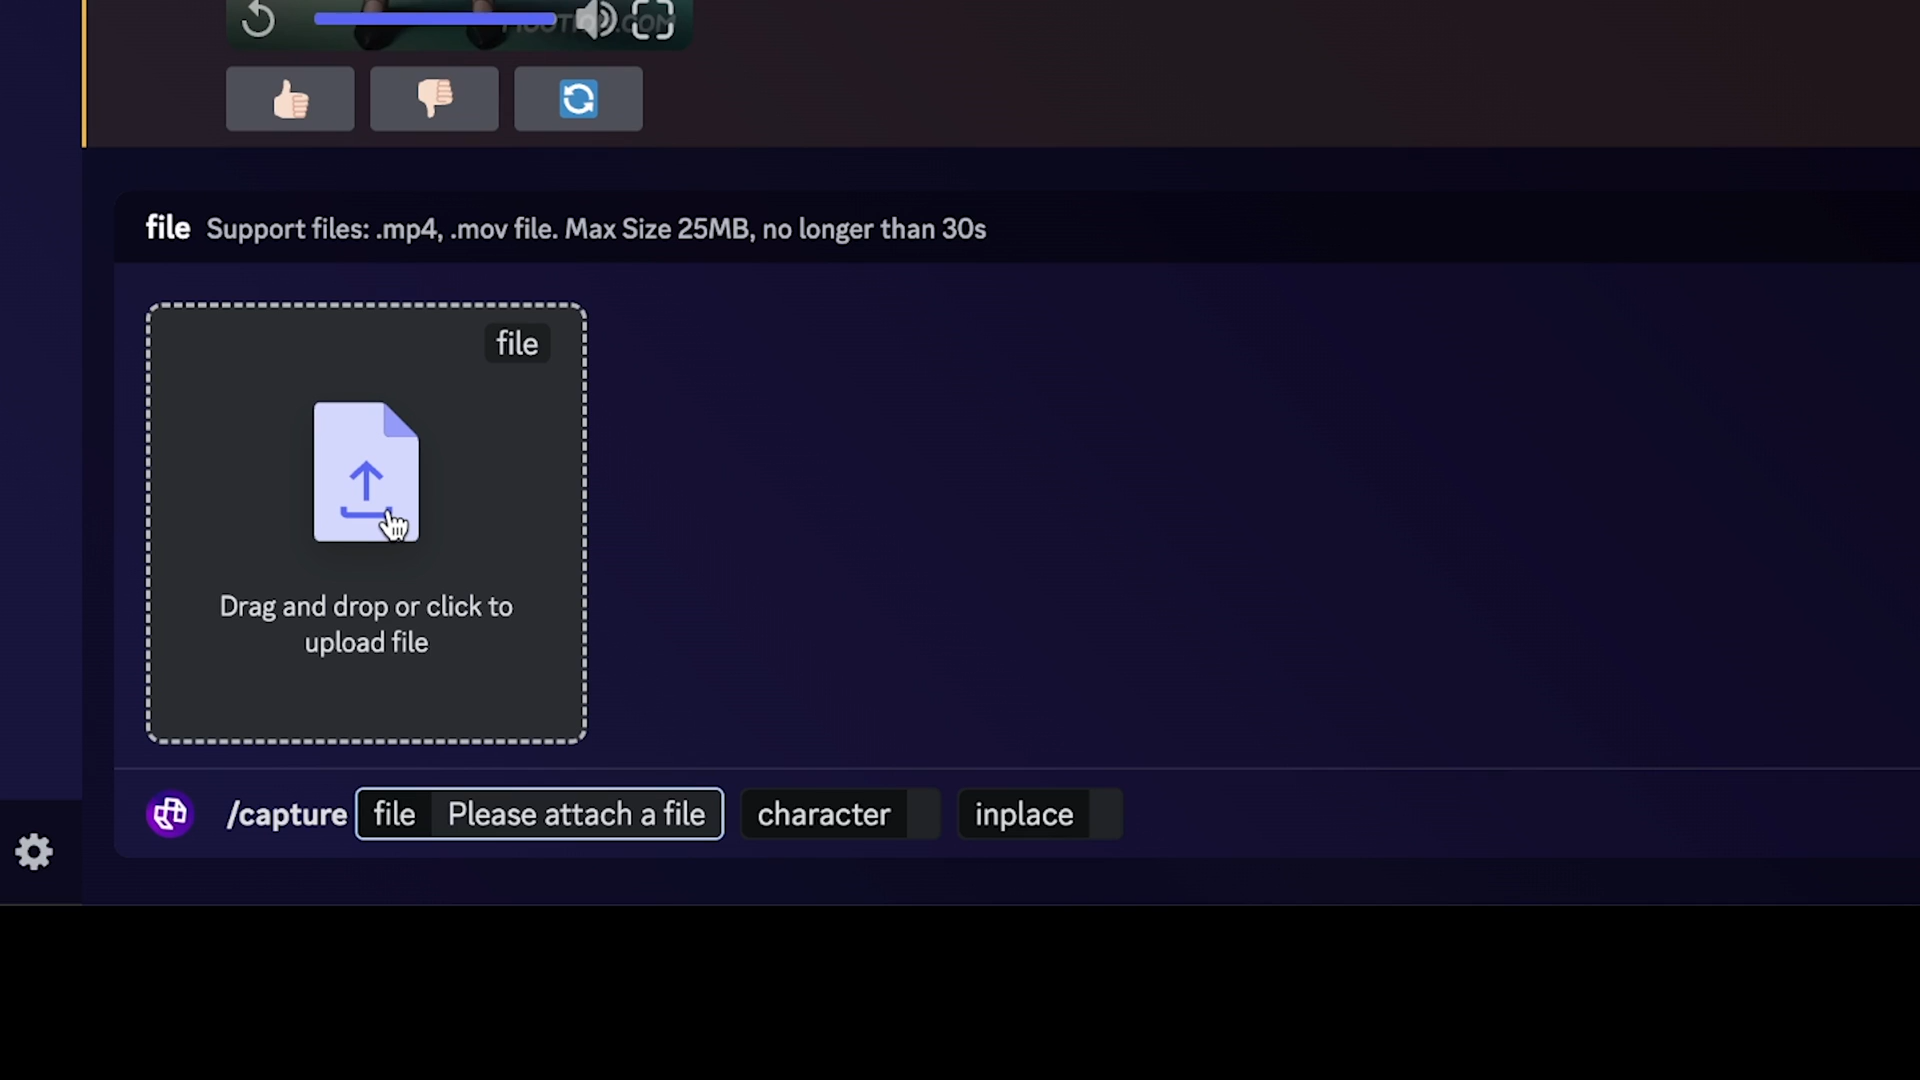 file Support files: .mp4, .mov file. Max Size 25MB, no longer than 30s
file
Drag and drop or click to
upload file
/capture file Please attach a file character inplace